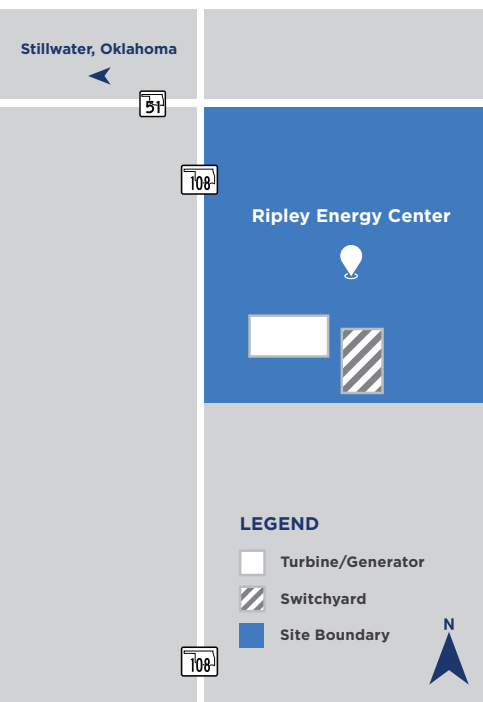 Stillwater, Oklahoma
51
108
Ripley Energy Center
LEGEND
Turbine/Generator
Switchyard
Site Boundary
N
108